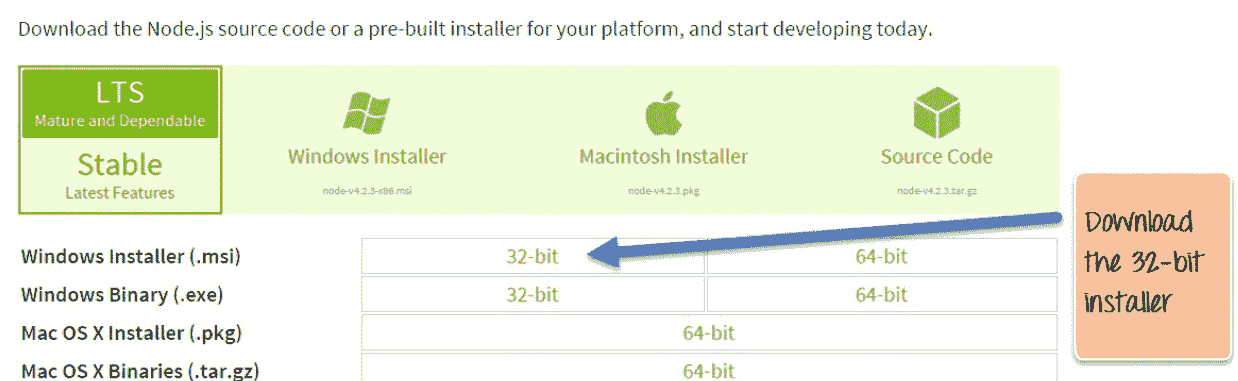 Download the Node.js source code or a pre-built installer for your platform, and start developing today.
LTS
Mature and Dependable
Stable
Latest Features
Windows Installer
node-v4.2.3-x86.msi
Macintosh Installer
node-v4.2.3.pkg
Source Code
node-v4.2.3.tar.gz
Windows Installer (.msi) 32-bit 64-bit
Windows Binary (.exe) 32-bit 64-bit
Mac OS X Installer (.pkg) 64-bit
Mac OS X Binaries (.tar.gz) 64-bit
Download
the 32-bit
installer